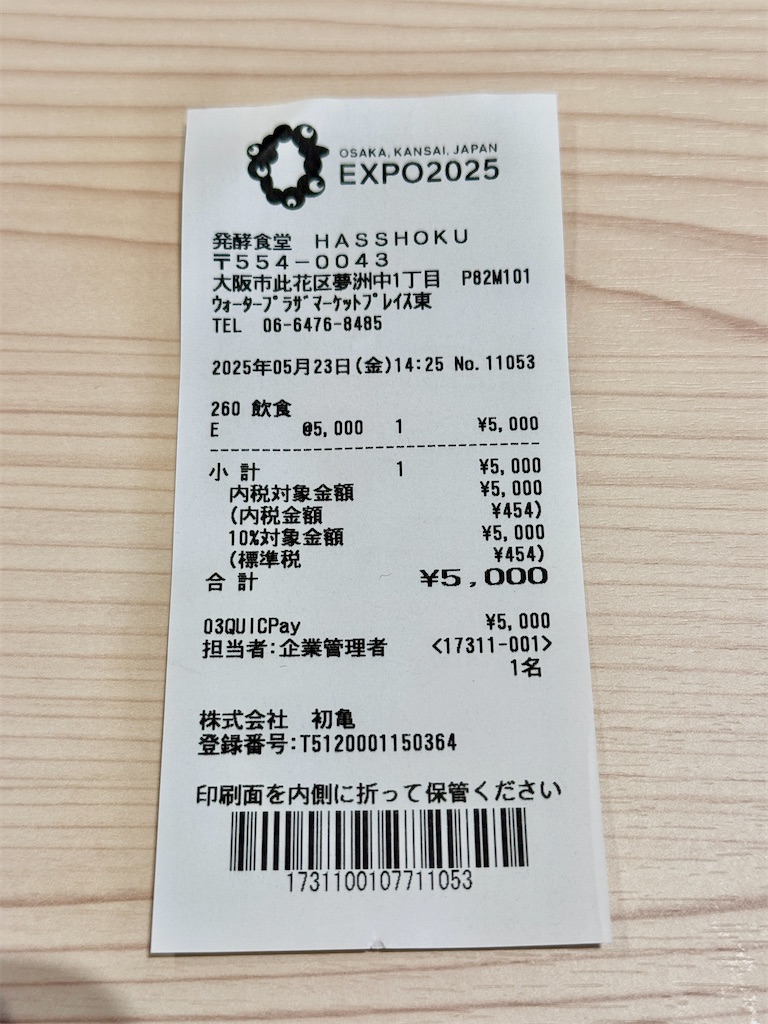 OSAKA, KANSAI, JAPAN
EXPO2025
発酵食堂 HASSHOKU
〒554-0043
大阪市此花区夢洲中1丁目 P82M101
ｳｫｰﾀｰﾌﾟﾗｻﾞﾏｰｹｯﾄﾌﾟﾚｲｽ東
TEL 06-6476-8485
2025年05月23日(金)14:25 No.11053
260 飲食
E @5,000 1 ¥5,000
小 計 1 ¥5,000
内税対象金額 ¥5,000
(内税金額 ¥454)
10%対象金額 ¥5,000
(標準税 ¥454)
合 計 ¥5,000
03QUICPay ¥5,000
担当者:企業管理者 <17311-001>
1名
株式会社 初亀
登録番号:T5120001150364
印刷面を内側に折って保管ください
1731100107711053